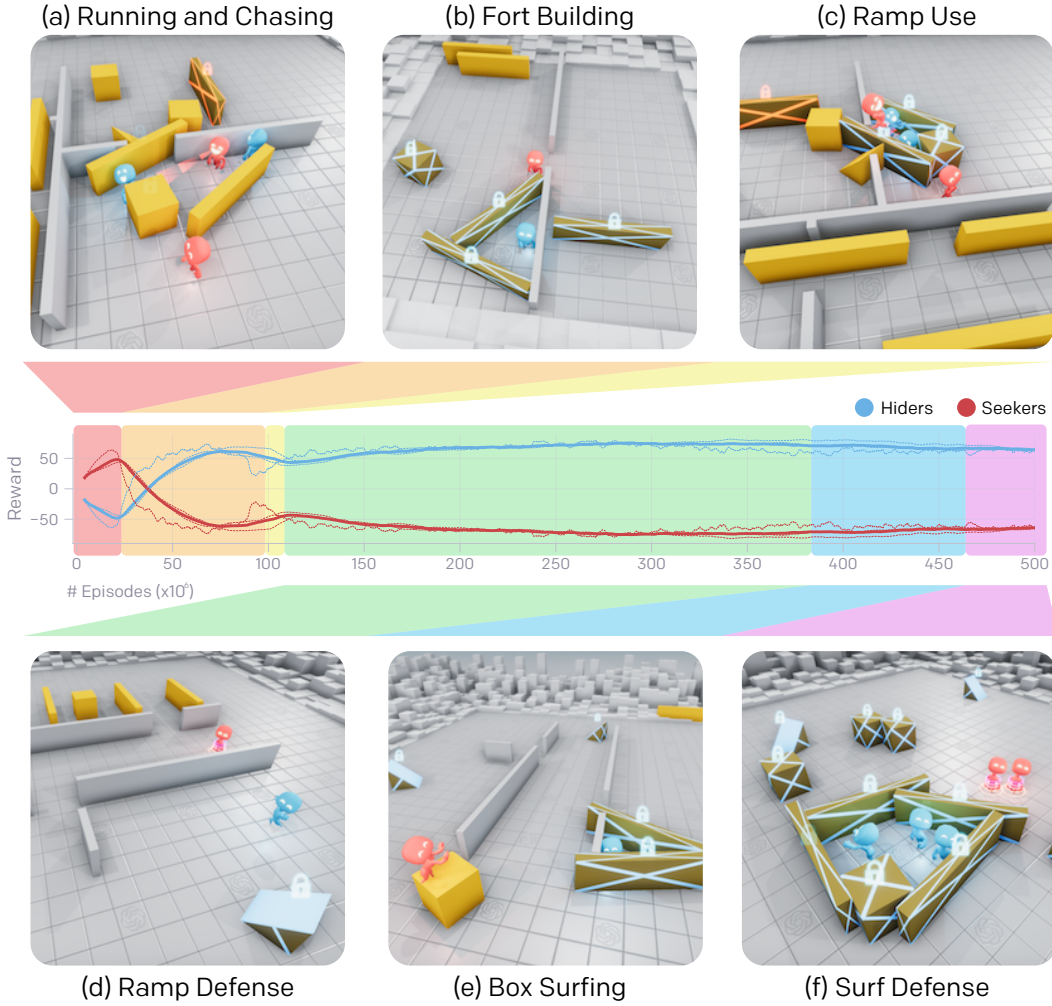 (a) Running and Chasing
(b) Fort Building
(c) Ramp Use
Hiders
Seekers
Reward
50
0
−50
0
50
100
150
200
250
300
350
400
450
500
# Episodes (x10⁶)
(d) Ramp Defense
(e) Box Surfing
(f) Surf Defense